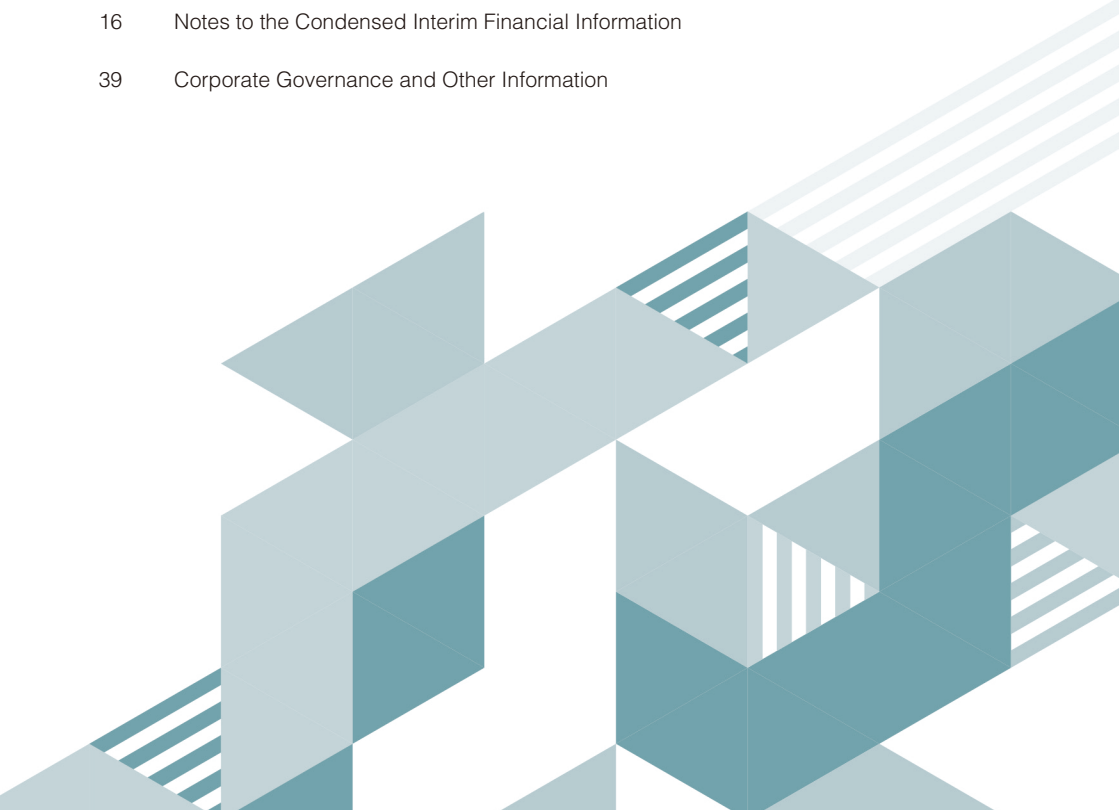 16 Notes to the Condensed Interim Financial Information
39 Corporate Governance and Other Information